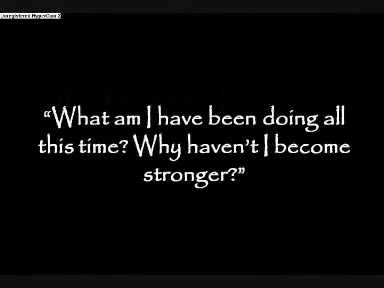 Unregistered HyperCam 2
“What am I have been doing all
this time? Why haven’t I become
stronger?”